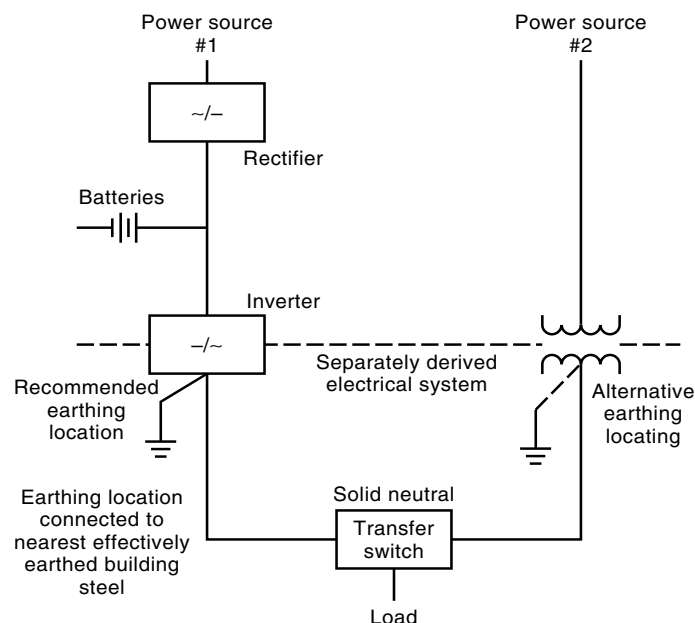 Power source
#1
Power source
#2
~/–
Rectifier
Batteries
Inverter
–/~
Separately derived
electrical system
Recommended
earthing
location
Alternative
earthing
locating
Earthing location
connected to
nearest effectively
earthed building
steel
Solid neutral
Transfer
switch
Load